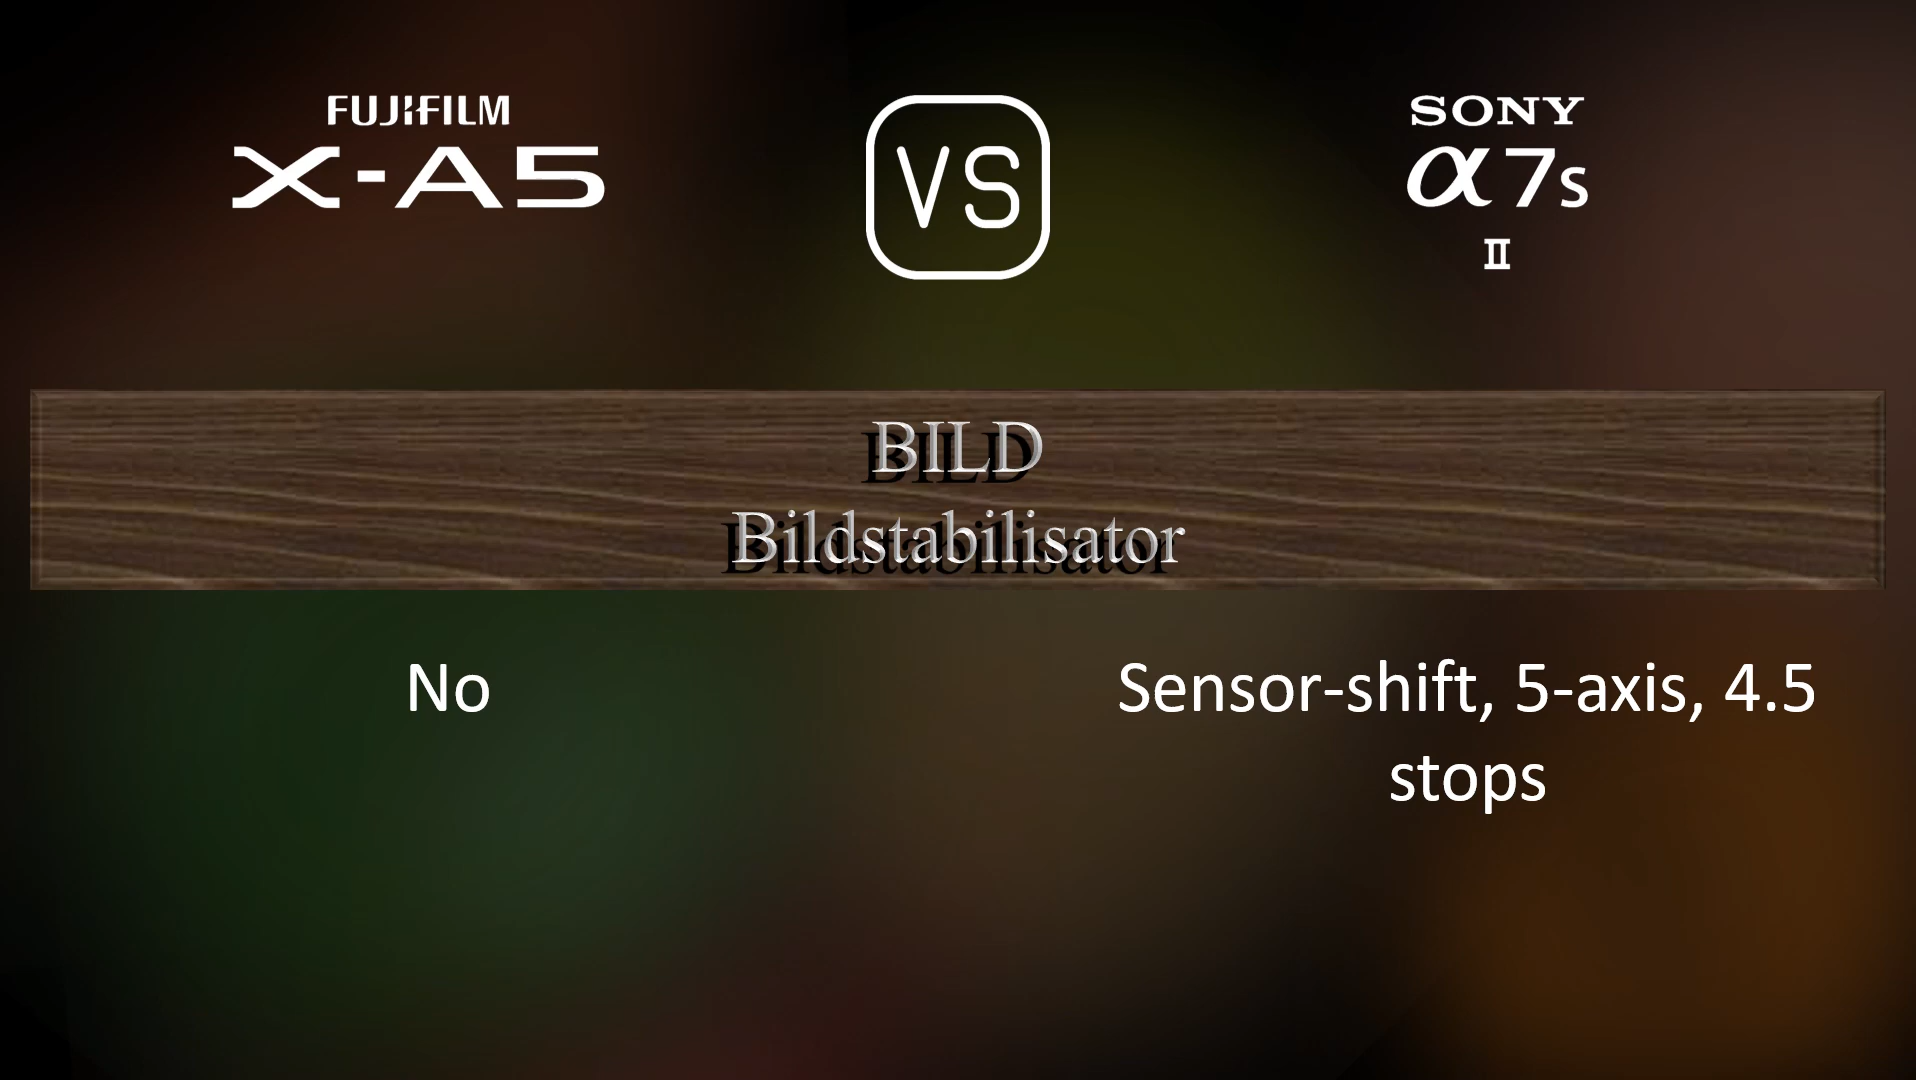 FUJIFILM
X-A5
VS
SONY
α7s
II
BILD
Bildstabilisator
No
Sensor-shift, 5-axis, 4.5
stops